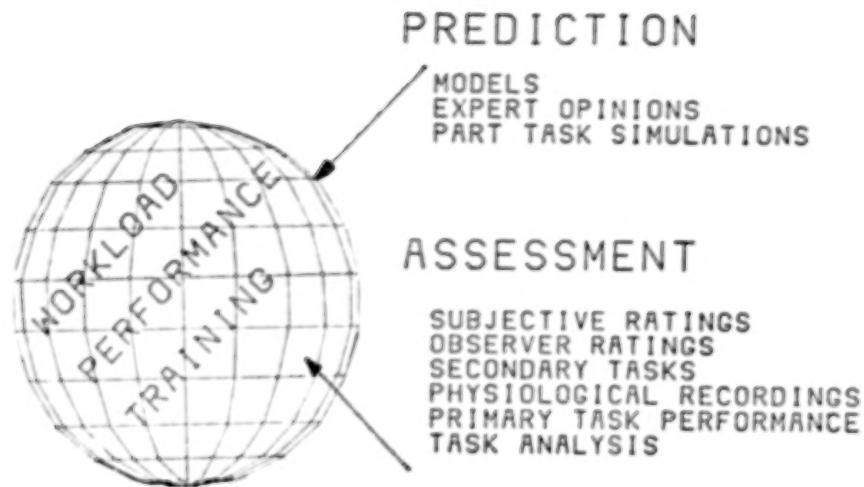 PREDICTION
MODELS
EXPERT OPINIONS
PART TASK SIMULATIONS
WORKLOAD
PERFORMANCE
TRAINING
ASSESSMENT
SUBJECTIVE RATINGS
OBSERVER RATINGS
SECONDARY TASKS
PHYSIOLOGICAL RECORDINGS
PRIMARY TASK PERFORMANCE
TASK ANALYSIS